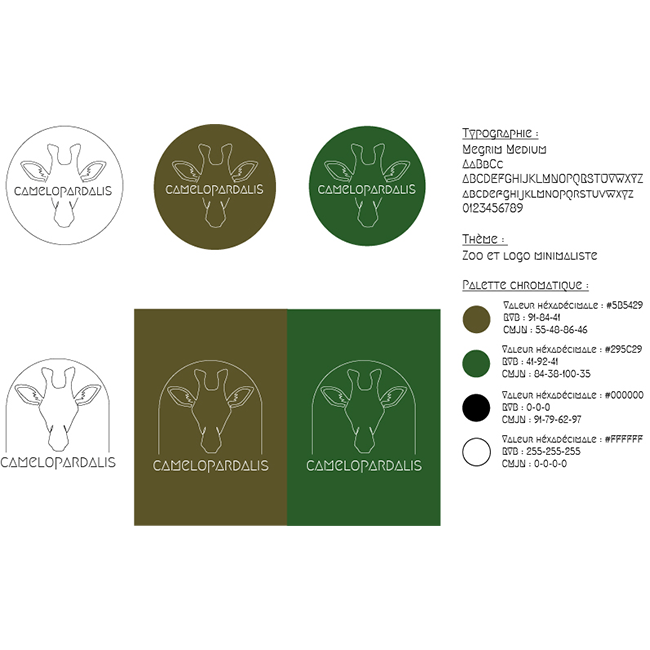 CAMELOPARDALIS
CAMELOPARDALIS
CAMELOPARDALIS
CAMELOPARDALIS
CAMELOPARDALIS
CAMELOPARDALIS
Typographie :
Megrim Medium
AaBbCc
ABCDEFGHIJKLMNOPQRSTUVWXYZ
abcdefghijklmnopqrstuvwxyz
0123456789
Thème :
Zoo et logo minimaliste
Palette chromatique :
Valeur héxadécimale : #5B5429
RVB : 91-84-41
CMJN : 55-48-86-46
Valeur héxadécimale : #295C29
RVB : 41-92-41
CMJN : 84-38-100-35
Valeur héxadécimale : #000000
RVB : 0-0-0
CMJN : 91-79-62-97
Valeur héxadécimale : #FFFFFF
RVB : 255-255-255
CMJN : 0-0-0-0